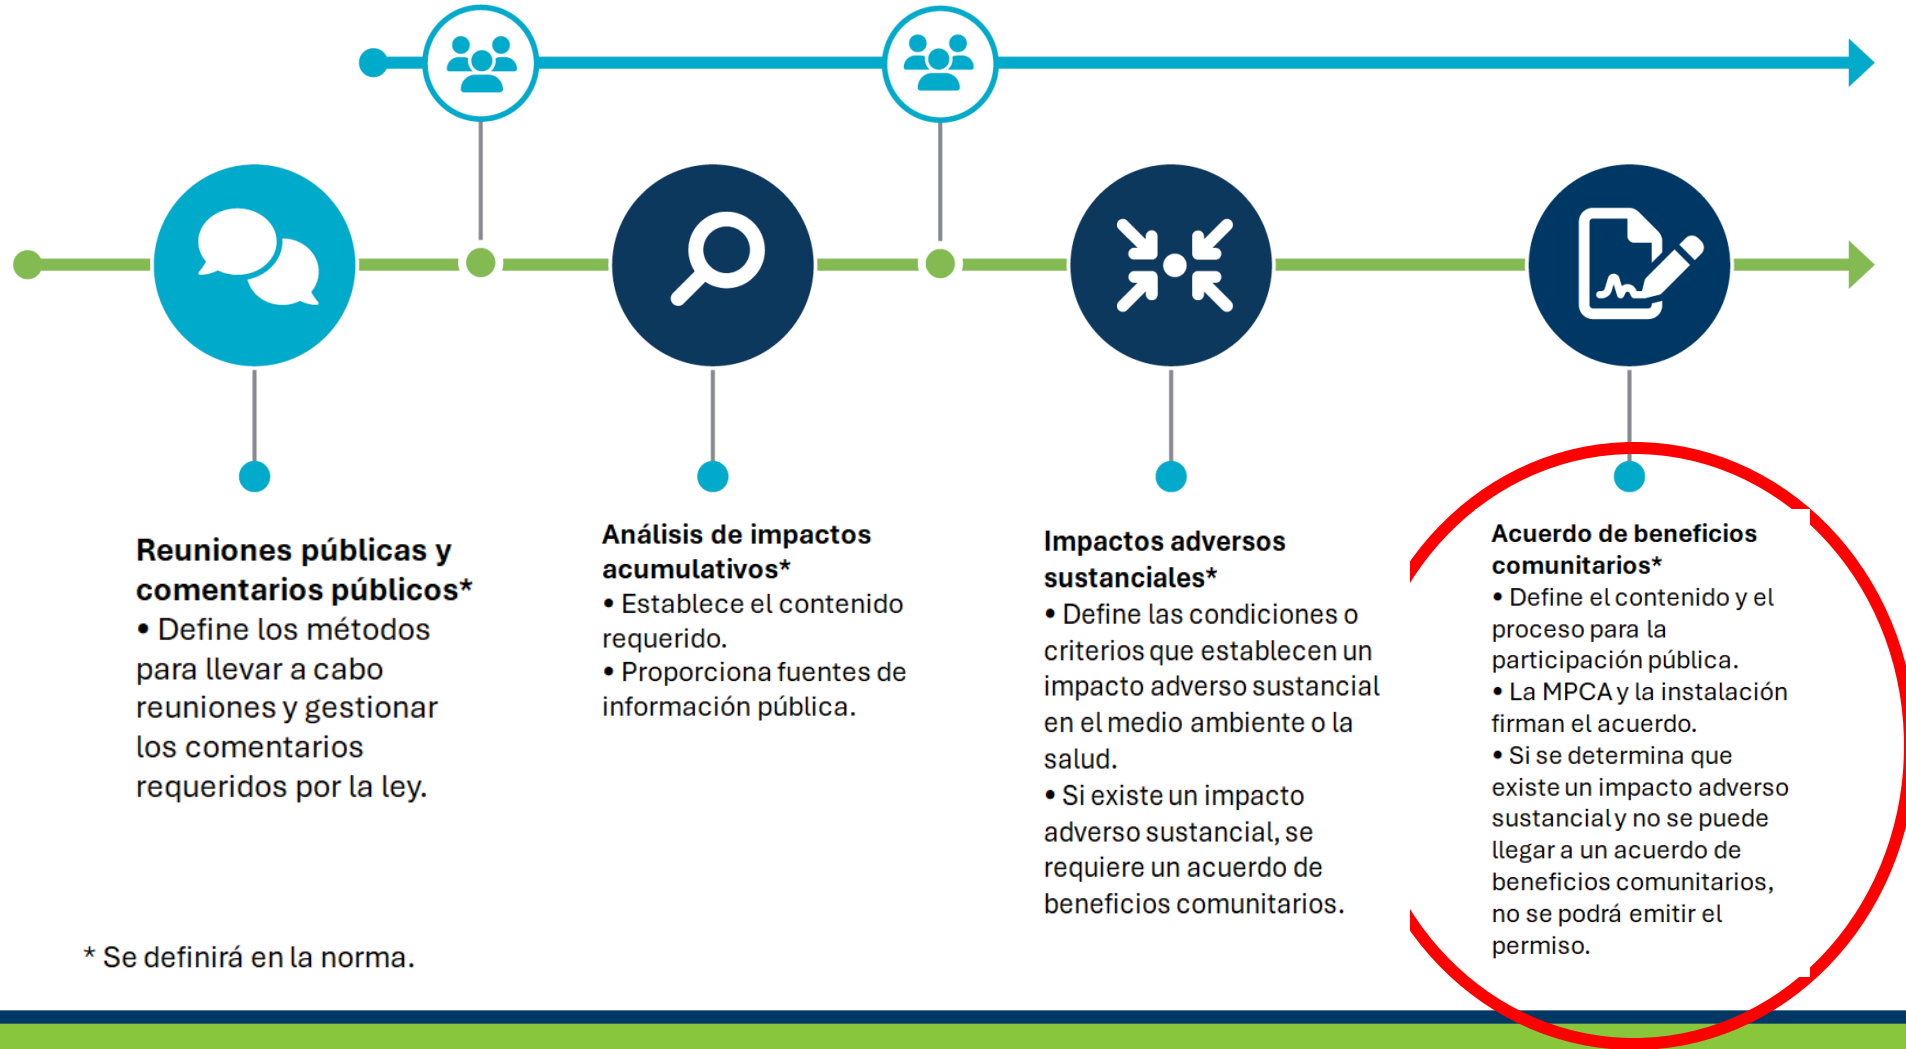 Reuniones públicas y
comentarios públicos*
• Define los métodos
para llevar a cabo
reuniones y gestionar
los comentarios
requeridos por la ley.
Análisis de impactos
acumulativos*
• Establece el contenido
requerido.
• Proporciona fuentes de
información pública.
Impactos adversos
sustanciales*
• Define las condiciones o
criterios que establecen un
impacto adverso sustancial
en el medio ambiente o la
salud.
• Si existe un impacto
adverso sustancial, se
requiere un acuerdo de
beneficios comunitarios.
Acuerdo de beneficios
comunitarios*
• Define el contenido y el
proceso para la
participación pública.
• La MPCA y la instalación
firman el acuerdo.
• Si se determina que
existe un impacto adverso
sustancial y no se puede
llegar a un acuerdo de
beneficios comunitarios,
no se podrá emitir el
permiso.
* Se definirá en la norma.